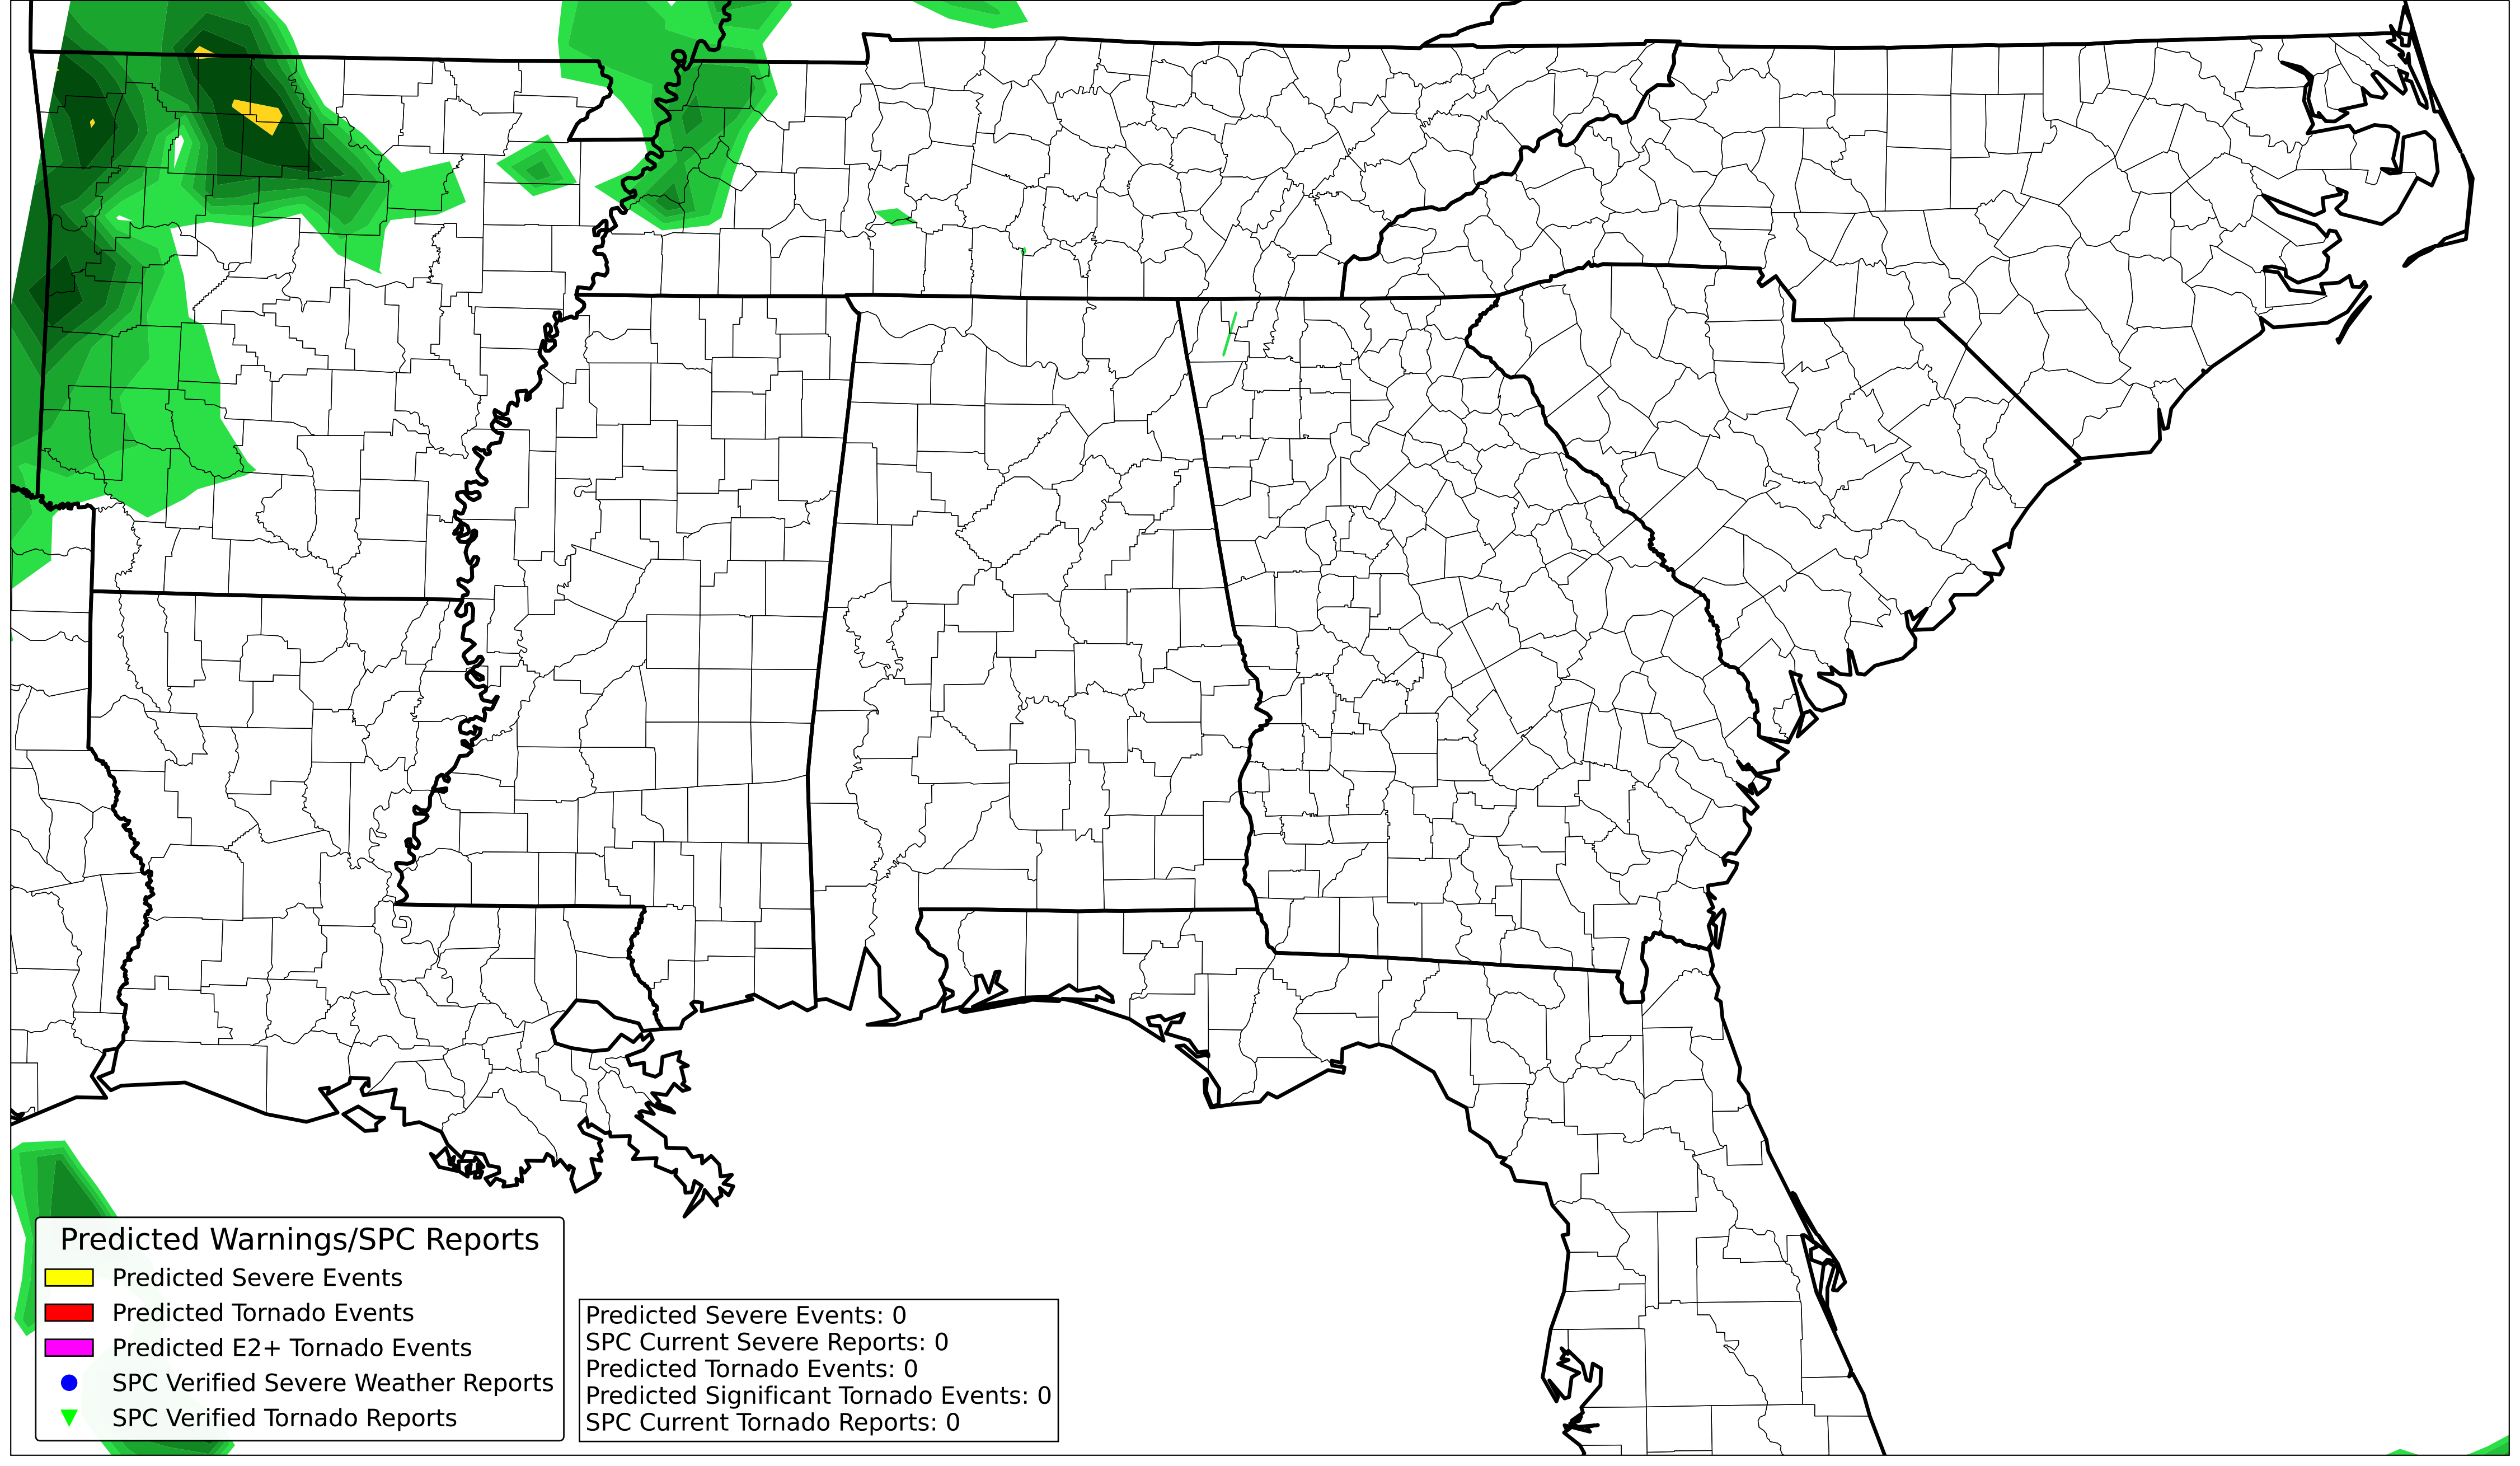 Predicted Warnings/SPC Reports
Predicted Severe Events
Predicted Tornado Events
Predicted E2+ Tornado Events
SPC Verified Severe Weather Reports
SPC Verified Tornado Reports
Predicted Severe Events: 0
SPC Current Severe Reports: 0
Predicted Tornado Events: 0
Predicted Significant Tornado Events: 0
SPC Current Tornado Reports: 0